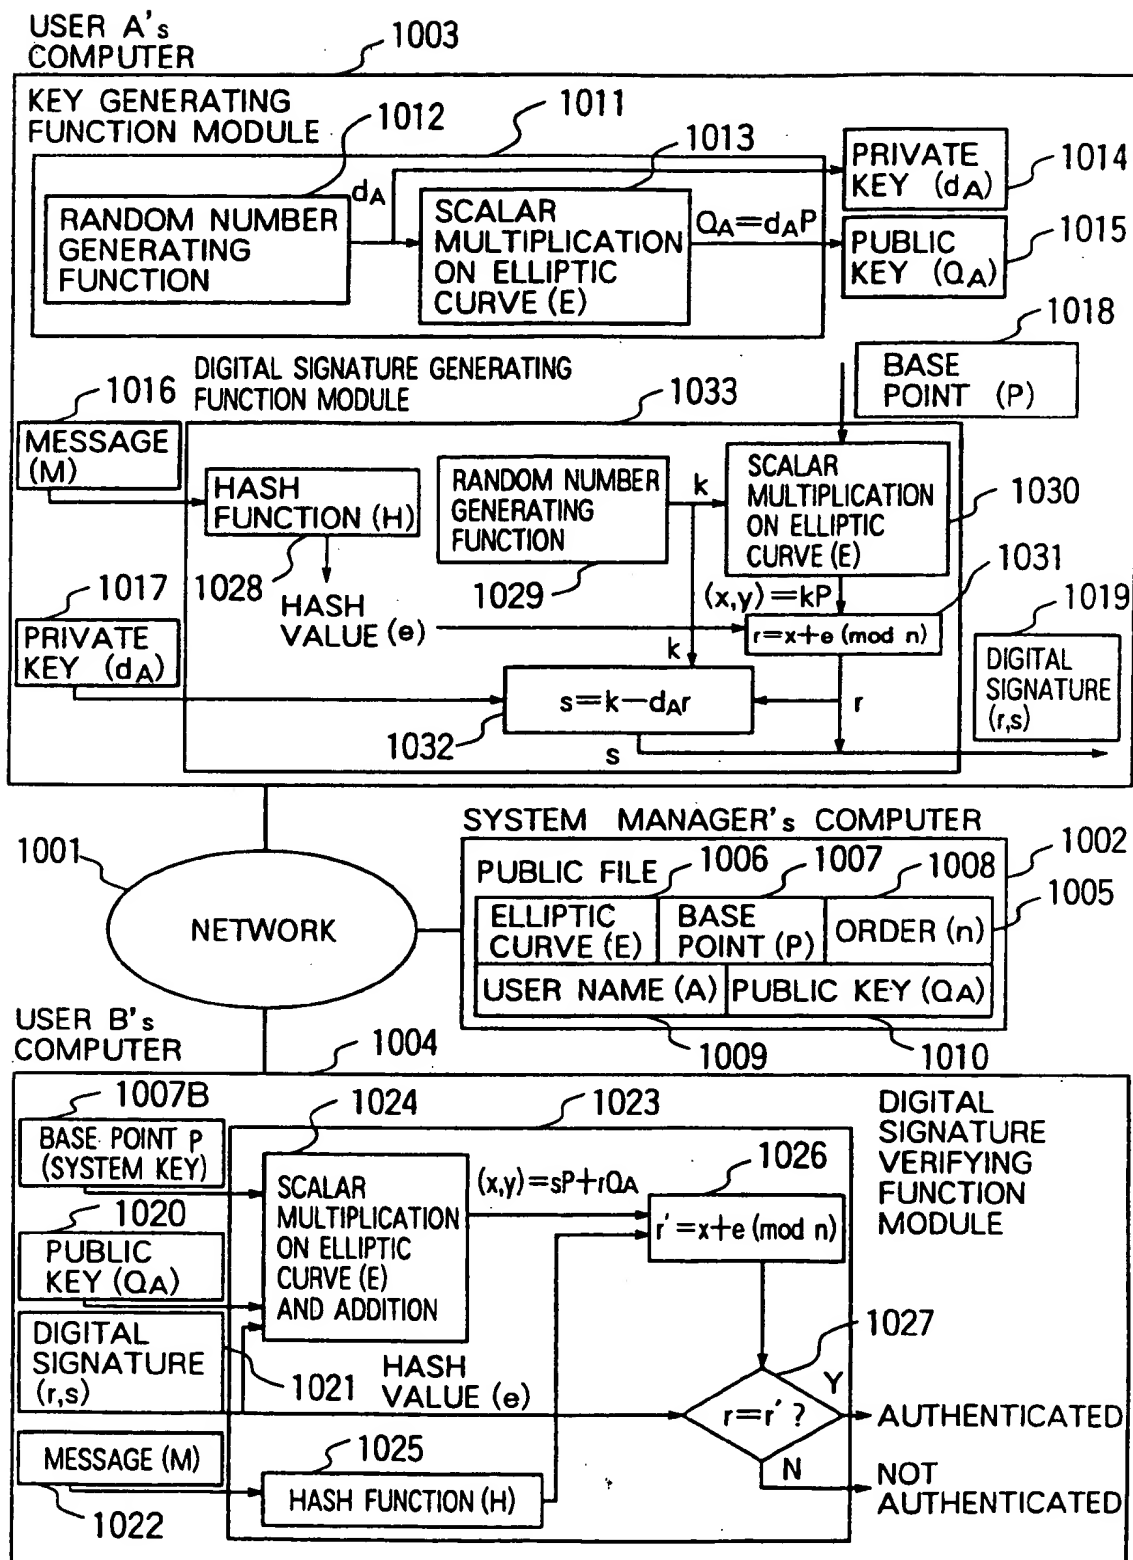 USER A's
COMPUTER
1003
KEY GENERATING
FUNCTION MODULE
1012
1011
1013
dA
RANDOM NUMBER
GENERATING
FUNCTION
SCALAR
MULTIPLICATION
ON ELLIPTIC
CURVE (E)
QA=dAP
PRIVATE
KEY (dA)
1014
PUBLIC
KEY (QA)
1015
1018
BASE
POINT (P)
DIGITAL SIGNATURE GENERATING
FUNCTION MODULE
1016
1033
MESSAGE
(M)
HASH
FUNCTION (H)
1028
RANDOM NUMBER
GENERATING
FUNCTION
1029
k
SCALAR
MULTIPLICATION
ON ELLIPTIC
CURVE (E)
1030
1031
1017
HASH
VALUE (e)
(x,y)=kP
r=x+e (mod n)
1019
PRIVATE
KEY (dA)
k
s=k-dAr
1032
r
s
DIGITAL
SIGNATURE
(r,s)
SYSTEM MANAGER's COMPUTER
1001
NETWORK
PUBLIC FILE
1006
1007
1008
1002
1005
ELLIPTIC
CURVE (E)
BASE
POINT (P)
ORDER (n)
USER NAME (A)
PUBLIC KEY (QA)
1009
1010
USER B's
COMPUTER
1004
1007B
1024
1023
DIGITAL
SIGNATURE
VERIFYING
FUNCTION
MODULE
BASE POINT P
(SYSTEM KEY)
1020
PUBLIC
KEY (QA)
SCALAR
MULTIPLICATION
ON ELLIPTIC
CURVE (E)
AND ADDITION
(x,y)=sP+rQA
1026
r'=x+e (mod n)
DIGITAL
SIGNATURE
(r,s)
1021
HASH
VALUE (e)
1027
r=r' ?
Y
AUTHENTICATED
N
NOT
AUTHENTICATED
MESSAGE (M)
1022
1025
HASH FUNCTION (H)